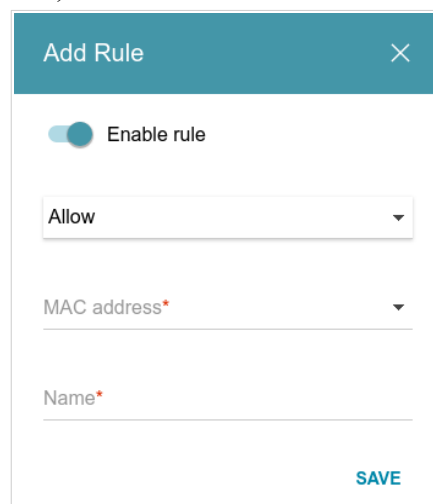 Add Rule
Enable rule
Allow
MAC address*
Name*
SAVE